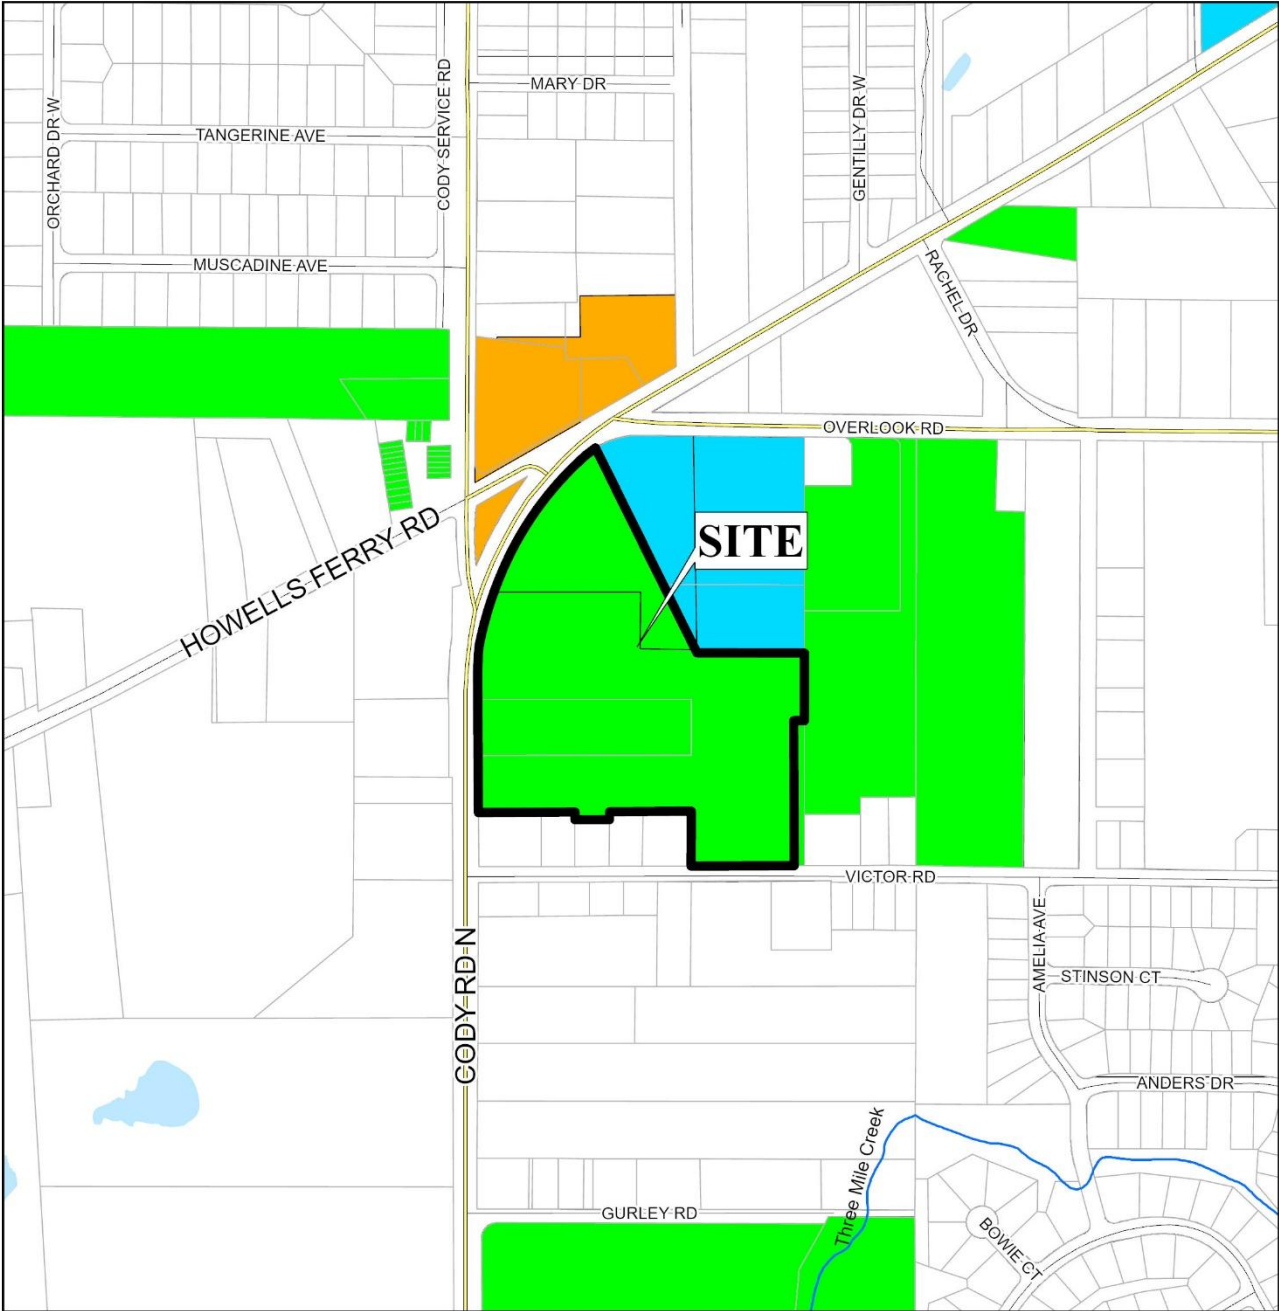 MARY DR
ORCHARD DR W
TANGERINE AVE
CODY SERVICE RD
GENTILLY DR W
MUSCADINE AVE
RACHEL DR
OVERLOOK RD
SITE
HOWELLS FERRY RD
VICTOR RD
CODY RD N
AMELIA AVE
STINSON CT
ANDERS DR
Three Mile Creek
GURLEY RD
BOWIE CT